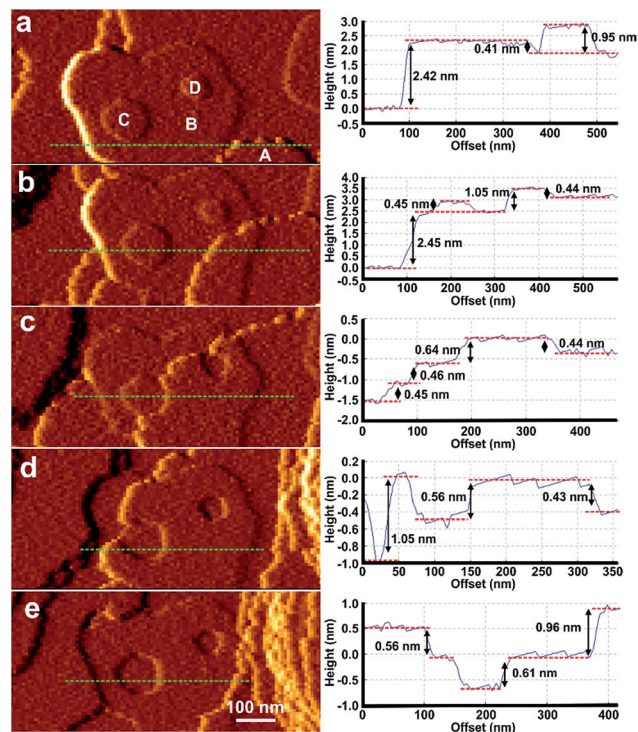 a
D
C
B
A
Height (nm)
3.0
2.5
2.0
1.5
1.0
0.5
0.0
-0.5
0.41 nm
0.95 nm
2.42 nm
0 100 200 300 400 500
Offset (nm)
b
Height (nm)
3.5
3.0
2.5
2.0
1.5
1.0
0.5
0.0
-0.5
0.45 nm
1.05 nm
0.44 nm
2.45 nm
0 100 200 300 400 500
Offset (nm)
c
Height (nm)
0.5
0.0
-0.5
-1.0
-1.5
-2.0
0.64 nm
0.44 nm
0.46 nm
0.45 nm
0 100 200 300 400
Offset (nm)
d
Height (nm)
0.2
0.0
-0.2
-0.4
-0.6
-0.8
-1.0
0.56 nm
0.43 nm
1.05 nm
0 50 100 150 200 250 300 350
Offset (nm)
e
100 nm
Height (nm)
1.0
0.5
0.0
-0.5
-1.0
0.56 nm
0.96 nm
0.61 nm
0 100 200 300 400
Offset (nm)